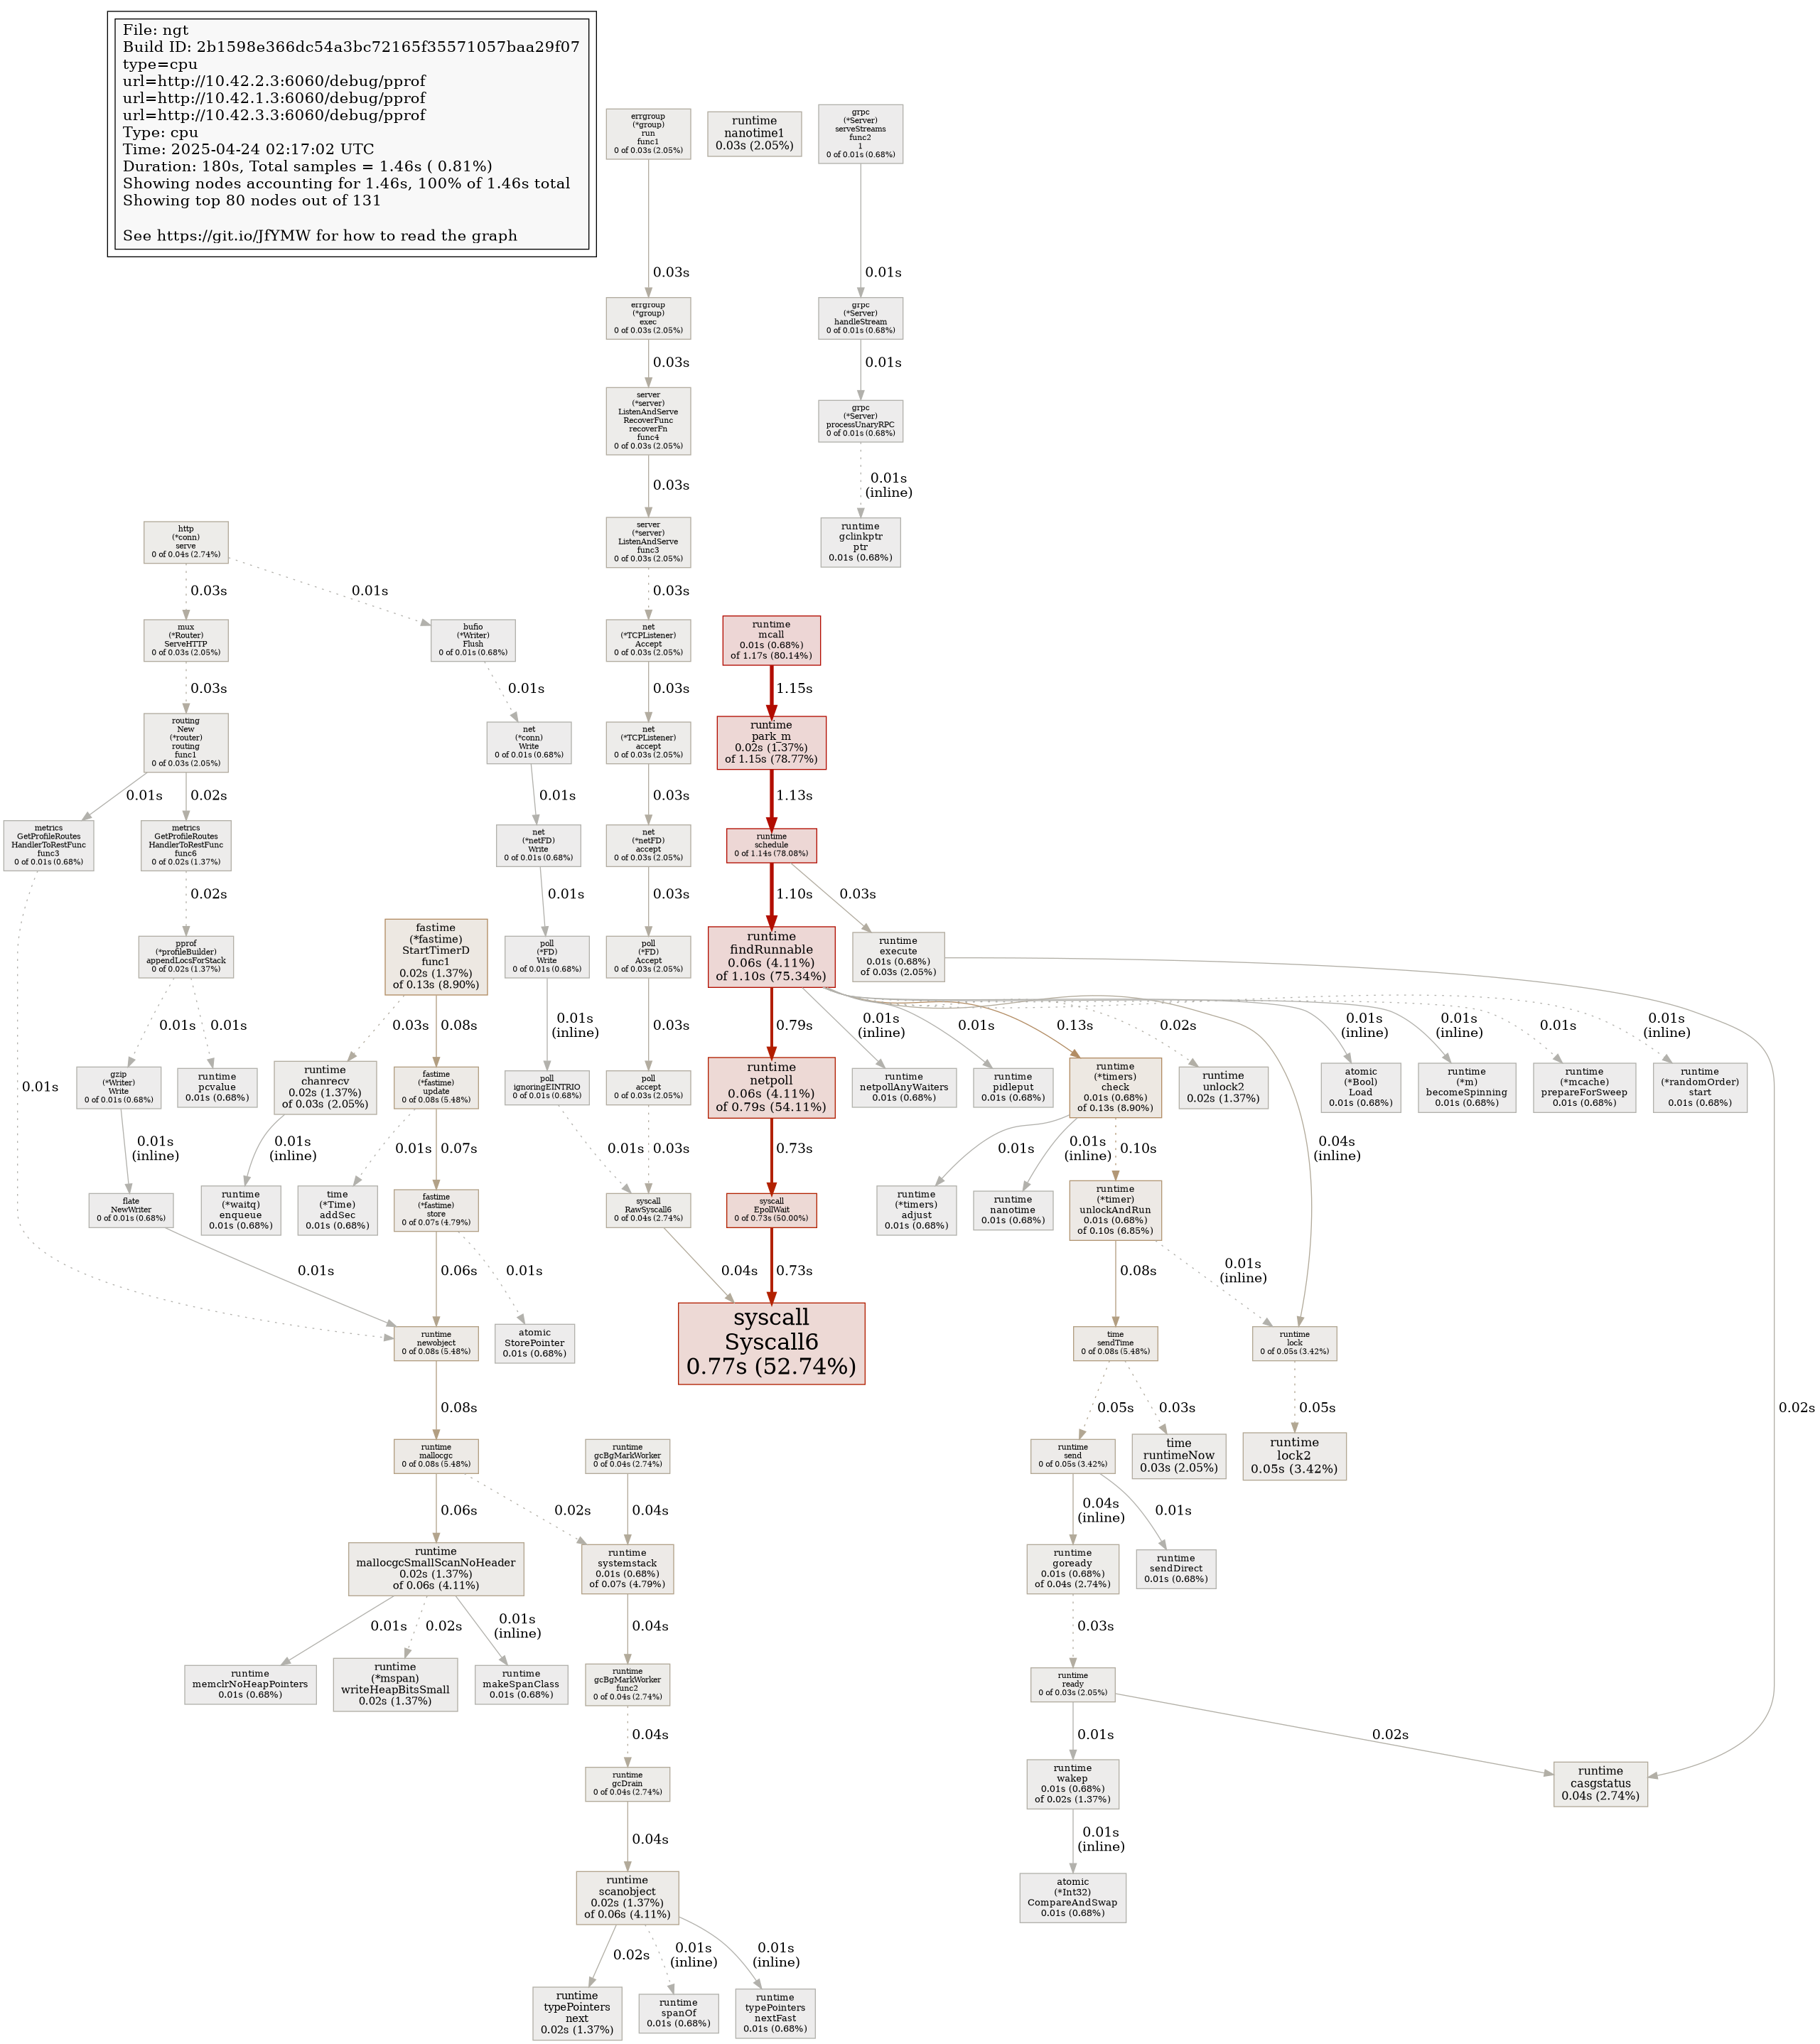 File: ngt
Build ID: 2b1598e366dc54a3bc72165f35571057baa29f07
type=cpu
url=http://10.42.2.3:6060/debug/pprof
url=http://10.42.1.3:6060/debug/pprof
url=http://10.42.3.3:6060/debug/pprof
Type: cpu
Time: 2025-04-24 02:17:02 UTC
Duration: 180s, Total samples = 1.46s ( 0.81%)
Showing nodes accounting for 1.46s, 100% of 1.46s total
Showing top 80 nodes out of 131
See https://git.io/JfYMW for how to read the graph
errgroup
(*group)
run
func1
0 of 0.03s (2.05%)
runtime
nanotime1
0.03s (2.05%)
grpc
(*Server)
serveStreams
func2
1
0 of 0.01s (0.68%)
0.03s
0.01s
errgroup
(*group)
exec
0 of 0.03s (2.05%)
grpc
(*Server)
handleStream
0 of 0.01s (0.68%)
0.03s
0.01s
server
(*server)
ListenAndServe
RecoverFunc
recoverFn
func4
0 of 0.03s (2.05%)
grpc
(*Server)
processUnaryRPC
0 of 0.01s (0.68%)
0.03s
0.01s
(inline)
http
(*conn)
serve
0 of 0.04s (2.74%)
server
(*server)
ListenAndServe
func3
0 of 0.03s (2.05%)
runtime
gclinkptr
ptr
0.01s (0.68%)
0.03s
0.01s
0.03s
mux
(*Router)
ServeHTTP
0 of 0.03s (2.05%)
bufio
(*Writer)
Flush
0 of 0.01s (0.68%)
net
(*TCPListener)
Accept
0 of 0.03s (2.05%)
runtime
mcall
0.01s (0.68%)
of 1.17s (80.14%)
0.03s
0.01s
0.03s
1.15s
routing
New
(*router)
routing
func1
0 of 0.03s (2.05%)
net
(*conn)
Write
0 of 0.01s (0.68%)
net
(*TCPListener)
accept
0 of 0.03s (2.05%)
runtime
park_m
0.02s (1.37%)
of 1.15s (78.77%)
0.01s
0.02s
0.01s
0.03s
1.13s
metrics
GetProfileRoutes
HandlerToRestFunc
func3
0 of 0.01s (0.68%)
metrics
GetProfileRoutes
HandlerToRestFunc
func6
0 of 0.02s (1.37%)
net
(*netFD)
Write
0 of 0.01s (0.68%)
net
(*netFD)
accept
0 of 0.03s (2.05%)
runtime
schedule
0 of 1.14s (78.08%)
0.02s
0.01s
0.03s
1.10s
0.03s
pprof
(*profileBuilder)
appendLocsForStack
0 of 0.02s (1.37%)
fastime
(*fastime)
StartTimerD
func1
0.02s (1.37%)
of 0.13s (8.90%)
poll
(*FD)
Write
0 of 0.01s (0.68%)
poll
(*FD)
Accept
0 of 0.03s (2.05%)
runtime
findRunnable
0.06s (4.11%)
of 1.10s (75.34%)
runtime
execute
0.01s (0.68%)
of 0.03s (2.05%)
0.01s
0.01s
0.01s
0.03s
0.08s
0.01s
(inline)
0.03s
0.79s
0.01s
(inline)
0.01s
0.13s
0.02s
0.04s
(inline)
0.01s
(inline)
0.01s
(inline)
0.01s
0.01s
(inline)
0.02s
gzip
(*Writer)
Write
0 of 0.01s (0.68%)
runtime
pcvalue
0.01s (0.68%)
runtime
chanrecv
0.02s (1.37%)
of 0.03s (2.05%)
fastime
(*fastime)
update
0 of 0.08s (5.48%)
poll
ignoringEINTRIO
0 of 0.01s (0.68%)
poll
accept
0 of 0.03s (2.05%)
runtime
netpoll
0.06s (4.11%)
of 0.79s (54.11%)
runtime
netpollAnyWaiters
0.01s (0.68%)
runtime
pidleput
0.01s (0.68%)
runtime
(*timers)
check
0.01s (0.68%)
of 0.13s (8.90%)
runtime
unlock2
0.02s (1.37%)
atomic
(*Bool)
Load
0.01s (0.68%)
runtime
(*m)
becomeSpinning
0.01s (0.68%)
runtime
(*mcache)
prepareForSweep
0.01s (0.68%)
runtime
(*randomOrder)
start
0.01s (0.68%)
0.01s
(inline)
0.01s
(inline)
0.01s
0.07s
0.01s
0.03s
0.73s
0.01s
0.01s
(inline)
0.10s
flate
NewWriter
0 of 0.01s (0.68%)
runtime
(*waitq)
enqueue
0.01s (0.68%)
time
(*Time)
addSec
0.01s (0.68%)
fastime
(*fastime)
store
0 of 0.07s (4.79%)
syscall
RawSyscall6
0 of 0.04s (2.74%)
syscall
EpollWait
0 of 0.73s (50.00%)
runtime
(*timers)
adjust
0.01s (0.68%)
runtime
nanotime
0.01s (0.68%)
runtime
(*timer)
unlockAndRun
0.01s (0.68%)
of 0.10s (6.85%)
0.01s
0.06s
0.01s
0.04s
0.73s
0.08s
0.01s
(inline)
runtime
newobject
0 of 0.08s (5.48%)
atomic
StorePointer
0.01s (0.68%)
syscall
Syscall6
0.77s (52.74%)
time
sendTime
0 of 0.08s (5.48%)
runtime
lock
0 of 0.05s (3.42%)
0.08s
0.05s
0.03s
0.05s
runtime
mallocgc
0 of 0.08s (5.48%)
runtime
gcBgMarkWorker
0 of 0.04s (2.74%)
runtime
send
0 of 0.05s (3.42%)
time
runtimeNow
0.03s (2.05%)
runtime
lock2
0.05s (3.42%)
0.06s
0.02s
0.04s
0.04s
(inline)
0.01s
runtime
mallocgcSmallScanNoHeader
0.02s (1.37%)
of 0.06s (4.11%)
runtime
systemstack
0.01s (0.68%)
of 0.07s (4.79%)
runtime
goready
0.01s (0.68%)
of 0.04s (2.74%)
runtime
sendDirect
0.01s (0.68%)
0.01s
0.02s
0.01s
(inline)
0.04s
0.03s
runtime
memclrNoHeapPointers
0.01s (0.68%)
runtime
(*mspan)
writeHeapBitsSmall
0.02s (1.37%)
runtime
makeSpanClass
0.01s (0.68%)
runtime
gcBgMarkWorker
func2
0 of 0.04s (2.74%)
runtime
ready
0 of 0.03s (2.05%)
0.04s
0.01s
0.02s
runtime
gcDrain
0 of 0.04s (2.74%)
runtime
wakep
0.01s (0.68%)
of 0.02s (1.37%)
runtime
casgstatus
0.04s (2.74%)
0.04s
0.01s
(inline)
runtime
scanobject
0.02s (1.37%)
of 0.06s (4.11%)
atomic
(*Int32)
CompareAndSwap
0.01s (0.68%)
0.02s
0.01s
(inline)
0.01s
(inline)
runtime
typePointers
next
0.02s (1.37%)
runtime
spanOf
0.01s (0.68%)
runtime
typePointers
nextFast
0.01s (0.68%)